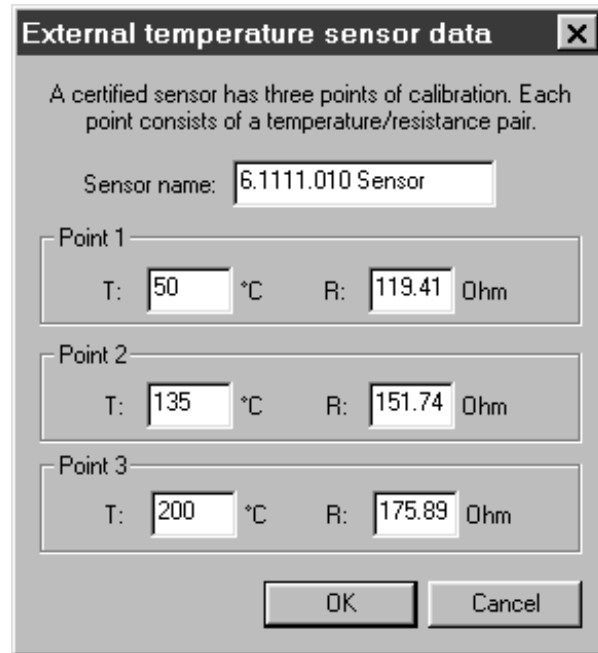 External temperature sensor data
A certified sensor has three points of calibration. Each
point consists of a temperature/resistance pair.
Sensor name: 6.1111.010 Sensor
Point 1
T: 50 °C R: 119.41 Ohm
Point 2
T: 135 °C R: 151.74 Ohm
Point 3
T: 200 °C R: 175.89 Ohm
OK Cancel